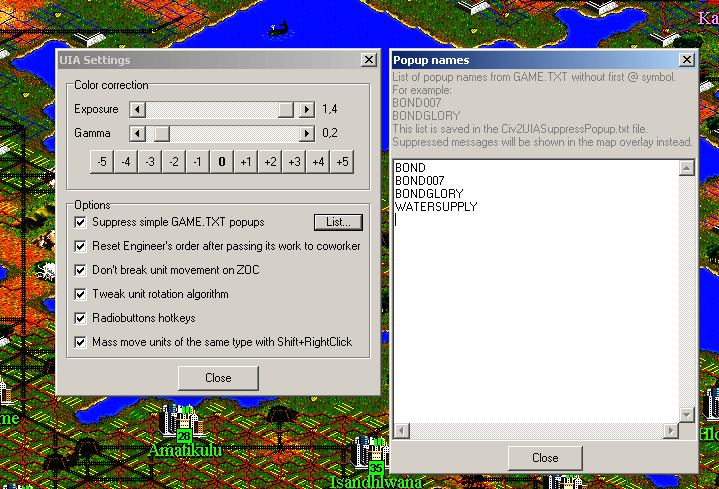 Ka
UIA Settings
Color correction
Exposure
1,4
Gamma
0,2
-5 -4 -3 -2 -1 0 +1 +2 +3 +4 +5
Options
Suppress simple GAME.TXT popups
List...
Reset Engineer's order after passing its work to coworker
Don't break unit movement on ZOC
Tweak unit rotation algorithm
Radiobuttons hotkeys
Mass move units of the same type with Shift+RightClick
Close
Popup names
List of popup names from GAME.TXT without first @ symbol.
For example:
BOND007
BONDGLORY
This list is saved in the Civ2UIASuppressPopup.txt file.
Suppressed messages will be shown in the map overlay instead.
BOND
BOND007
BONDGLORY
WATERSUPPLY
Close
me
28
Amatikulu
35
Isandhlwana